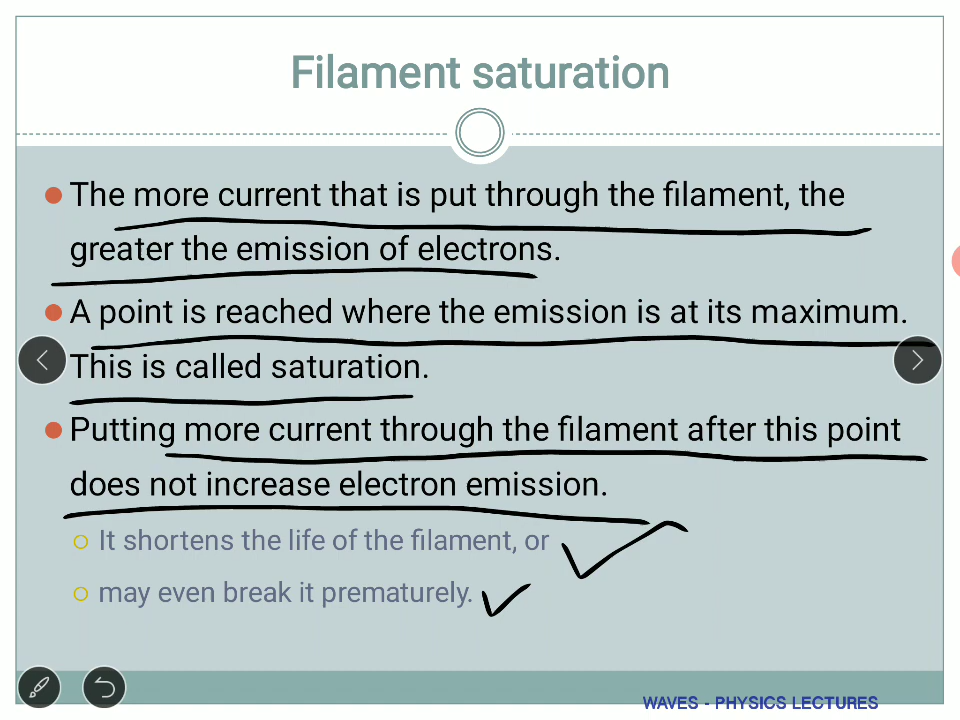 Filament saturation
The more current that is put through the filament, the
greater the emission of electrons.
A point is reached where the emission is at its maximum.
This is called saturation.
Putting more current through the filament after this point
does not increase electron emission.
It shortens the life of the filament, or
may even break it prematurely.
WAVES - PHYSICS LECTURES